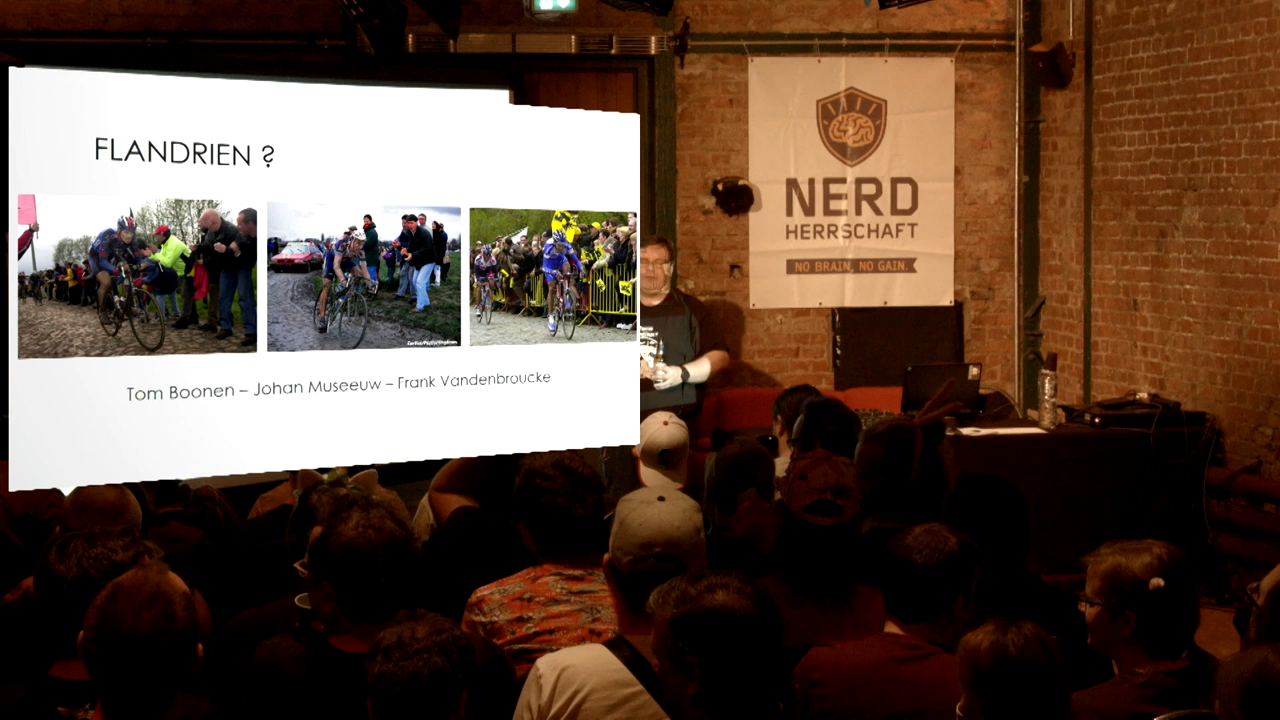 FLANDRIEN ?
Tom Boonen – Johan Museeuw – Frank Vandenbroucke
NERD
HERRSCHAFT
NO BRAIN, NO GAIN.